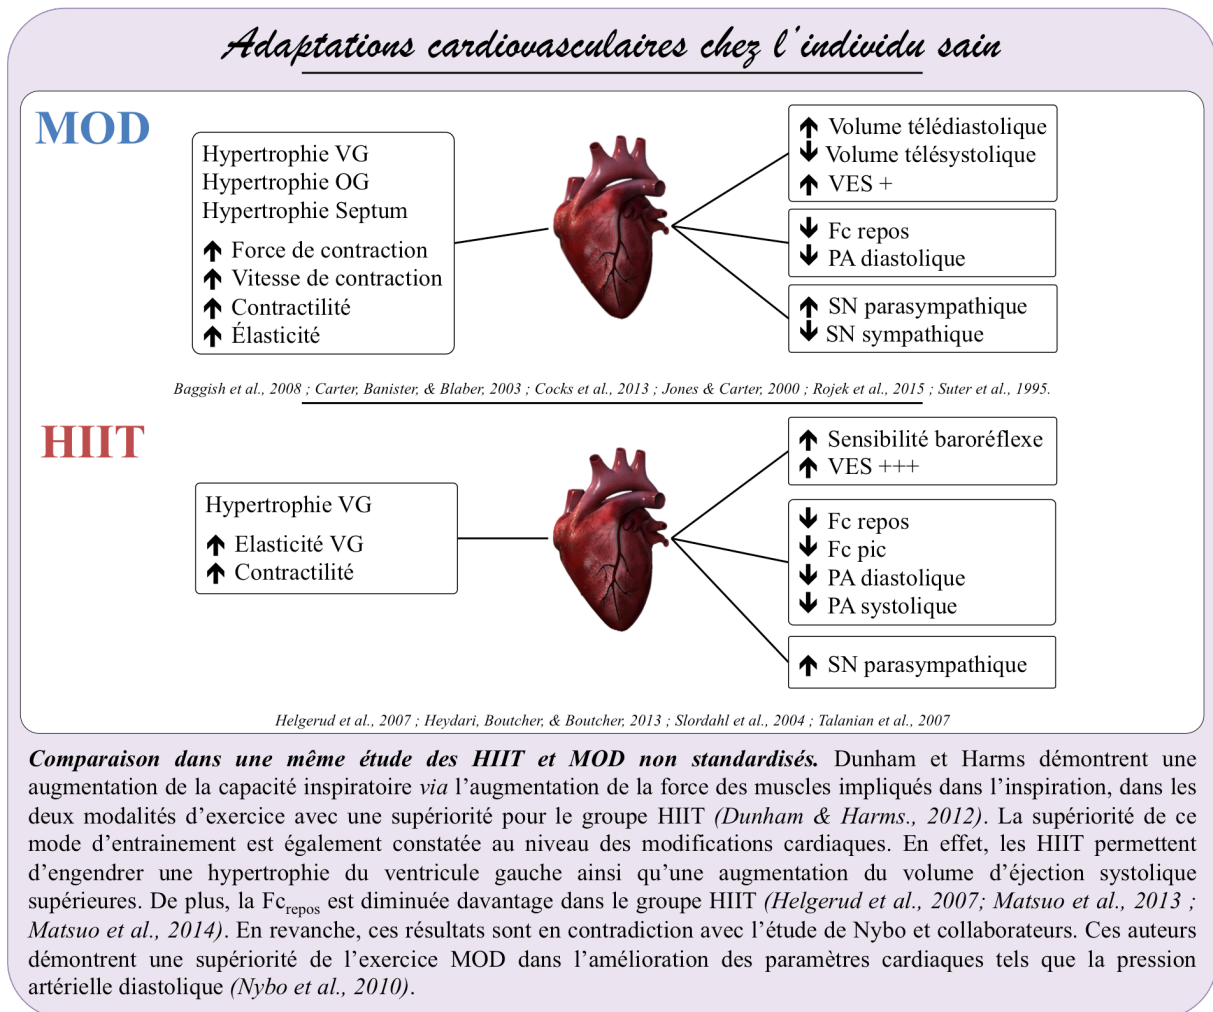 Adaptations cardiovasculaires chez l'individu sain
MOD
Hypertrophie VG
Hypertrophie OG
Hypertrophie Septum
🡹 Force de contraction
🡹 Vitesse de contraction
🡹 Contractilité
🡹 Élasticité
🡹 Volume télédiastolique
🡻 Volume télésystolique
🡹 VES +
🡻 Fc repos
🡻 PA diastolique
🡹 SN parasympathique
🡻 SN sympathique
Baggish et al., 2008 ; Carter, Banister, & Blaber, 2003 ; Cocks et al., 2013 ; Jones & Carter, 2000 ; Rojek et al., 2015 ; Suter et al., 1995.
HIIT
Hypertrophie VG
🡹 Elasticité VG
🡹 Contractilité
🡹 Sensibilité baroréflexe
🡹 VES +++
🡻 Fc repos
🡻 Fc pic
🡻 PA diastolique
🡻 PA systolique
🡹 SN parasympathique
Helgerud et al., 2007 ; Heydari, Boutcher, & Boutcher, 2013 ; Slordahl et al., 2004 ; Talanian et al., 2007
Comparaison dans une même étude des HIIT et MOD non standardisés. Dunham et Harms démontrent une
augmentation de la capacité inspiratoire via l'augmentation de la force des muscles impliqués dans l'inspiration, dans les
deux modalités d'exercice avec une supériorité pour le groupe HIIT (Dunham & Harms., 2012). La supériorité de ce
mode d'entrainement est également constatée au niveau des modifications cardiaques. En effet, les HIIT permettent
d'engendrer une hypertrophie du ventricule gauche ainsi qu'une augmentation du volume d'éjection systolique
supérieures. De plus, la Fcrepos est diminuée davantage dans le groupe HIIT (Helgerud et al., 2007; Matsuo et al., 2013 ;
Matsuo et al., 2014). En revanche, ces résultats sont en contradiction avec l'étude de Nybo et collaborateurs. Ces auteurs
démontrent une supériorité de l'exercice MOD dans l'amélioration des paramètres cardiaques tels que la pression
artérielle diastolique (Nybo et al., 2010).